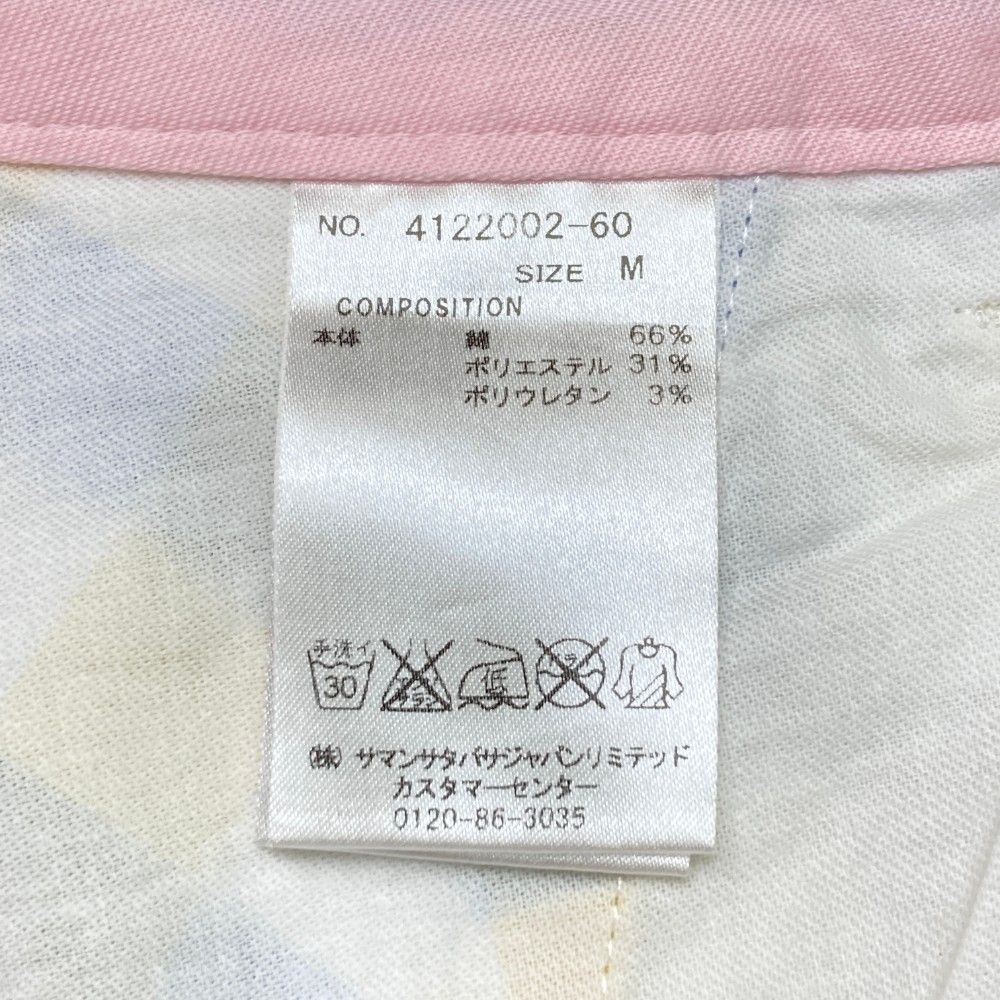 NO. 4122002-60
SIZE M
COMPOSITION
本体 綿 66%
ポリエステル 31%
ポリウレタン 3%
手洗イ
30 低
(株) サマンサタバサジャパンリミテッド
カスタマーセンター
0120-86-3035